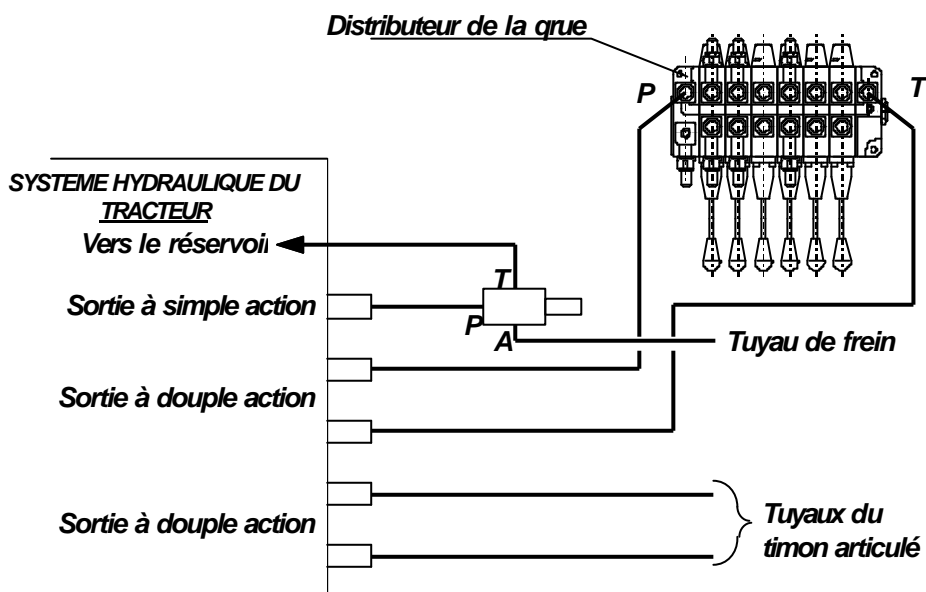 Distributeur de la qrue
P
T
SYSTEME HYDRAULIQUE DU
TRACTEUR
Vers le réservoir
T
Sortie à simple action
P
A
Tuyau de frein
Sortie à douple action
Sortie à douple action
Tuyaux du
timon articulé